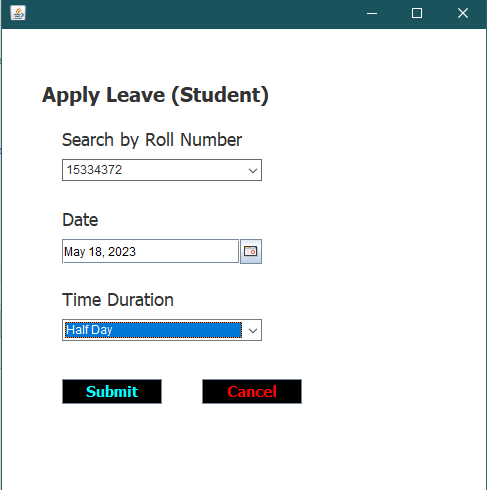 Apply Leave (Student)
Search by Roll Number
15334372
Date
May 18, 2023
Time Duration
Half Day
Submit Cancel